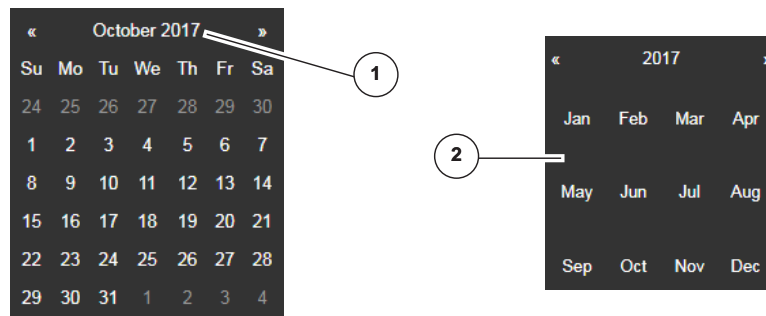 « October 2017 »
Su Mo Tu We Th Fr Sa
24 25 26 27 28 29 30
1 2 3 4 5 6 7
8 9 10 11 12 13 14
15 16 17 18 19 20 21
22 23 24 25 26 27 28
29 30 31 1 2 3 4
1
2
« 2017 »
Jan Feb Mar Apr
May Jun Jul Aug
Sep Oct Nov Dec